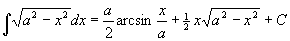 ∫√(a² − x²) dx = a/2 arcsin x/a + ½ x√(a² − x²) + C